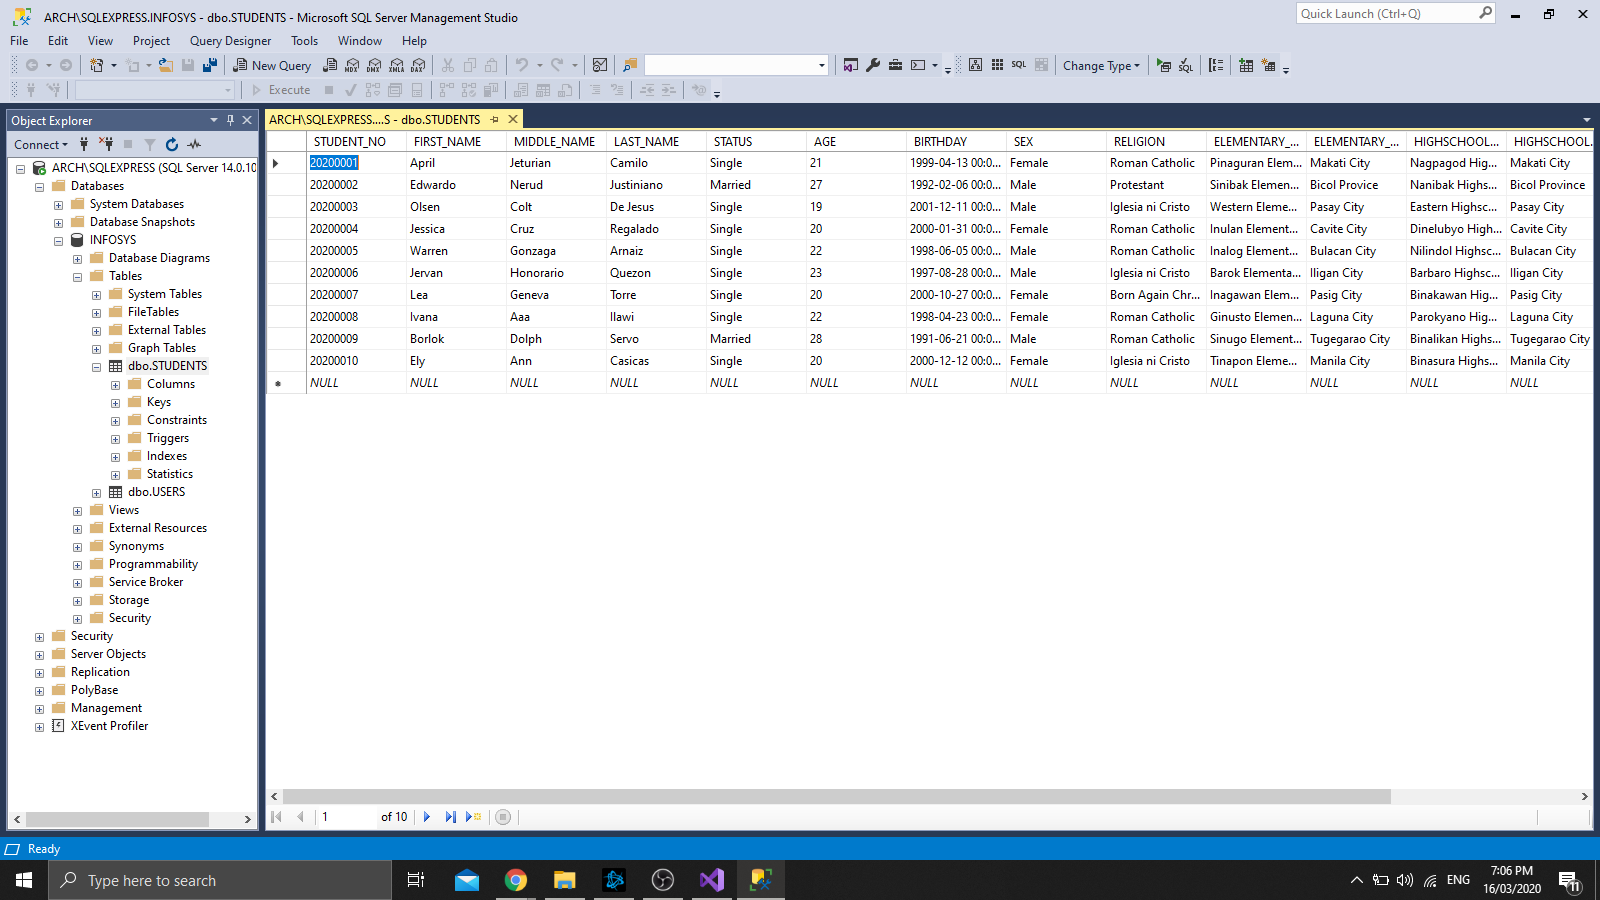 ARCH\SQLEXPRESS.INFOSYS - dbo.STUDENTS - Microsoft SQL Server Management Studio
Quick Launch (Ctrl+Q)
File Edit View Project Query Designer Tools Window Help
New Query MDX DMX XMLA DAX SQL Change Type
Execute
Object Explorer
Connect
ARCH\SQLEXPRESS (SQL Server 14.0.10
Databases
System Databases
Database Snapshots
INFOSYS
Database Diagrams
Tables
System Tables
FileTables
External Tables
Graph Tables
dbo.STUDENTS
Columns
Keys
Constraints
Triggers
Indexes
Statistics
dbo.USERS
Views
External Resources
Synonyms
Programmability
Service Broker
Storage
Security
Security
Server Objects
Replication
PolyBase
Management
XEvent Profiler
ARCH\SQLEXPRESS....S - dbo.STUDENTS
STUDENT_NO FIRST_NAME MIDDLE_NAME LAST_NAME STATUS AGE BIRTHDAY SEX RELIGION ELEMENTARY_... ELEMENTARY_... HIGHSCHOOL... HIGHSCHOOL.
20200001 April Jeturian Camilo Single 21 1999-04-13 00:0... Female Roman Catholic Pinaguran Elem... Makati City Nagpagod Hig... Makati City
20200002 Edwardo Nerud Justiniano Married 27 1992-02-06 00:0... Male Protestant Sinibak Elemen... Bicol Provice Nanibak Highs... Bicol Province
20200003 Olsen Colt De Jesus Single 19 2001-12-11 00:0... Male Iglesia ni Cristo Western Eleme... Pasay City Eastern Highsc... Pasay City
20200004 Jessica Cruz Regalado Single 20 2000-01-31 00:0... Female Roman Catholic Inulan Elemen... Cavite City Dinelubyo High... Cavite City
20200005 Warren Gonzaga Arnaiz Single 22 1998-06-05 00:0... Male Roman Catholic Inalog Elemen... Bulacan City Nilindol Highsc... Bulacan City
20200006 Jervan Honorario Quezon Single 23 1997-08-28 00:0... Male Iglesia ni Cristo Barok Elementa... Iligan City Barbaro Highsc... Iligan City
20200007 Lea Geneva Torre Single 20 2000-10-27 00:0... Female Born Again Chr... Inagawan Elem... Pasig City Binakawan Hig... Pasig City
20200008 Ivana Aaa Ilawi Single 22 1998-04-23 00:0... Female Roman Catholic Ginusto Elemen... Laguna City Parokyano Hig... Laguna City
20200009 Borlok Dolph Servo Married 28 1991-06-21 00:0... Male Roman Catholic Sinugo Element... Tugegarao City Binalikan Highs... Tugegarao City
20200010 Ely Ann Casicas Single 20 2000-12-12 00:0... Female Iglesia ni Cristo Tinapon Eleme... Manila City Binasura Highs... Manila City
NULL NULL NULL NULL NULL NULL NULL NULL NULL NULL NULL NULL NULL
1 of 10
Ready
Type here to search
ENG
7:06 PM
16/03/2020
11